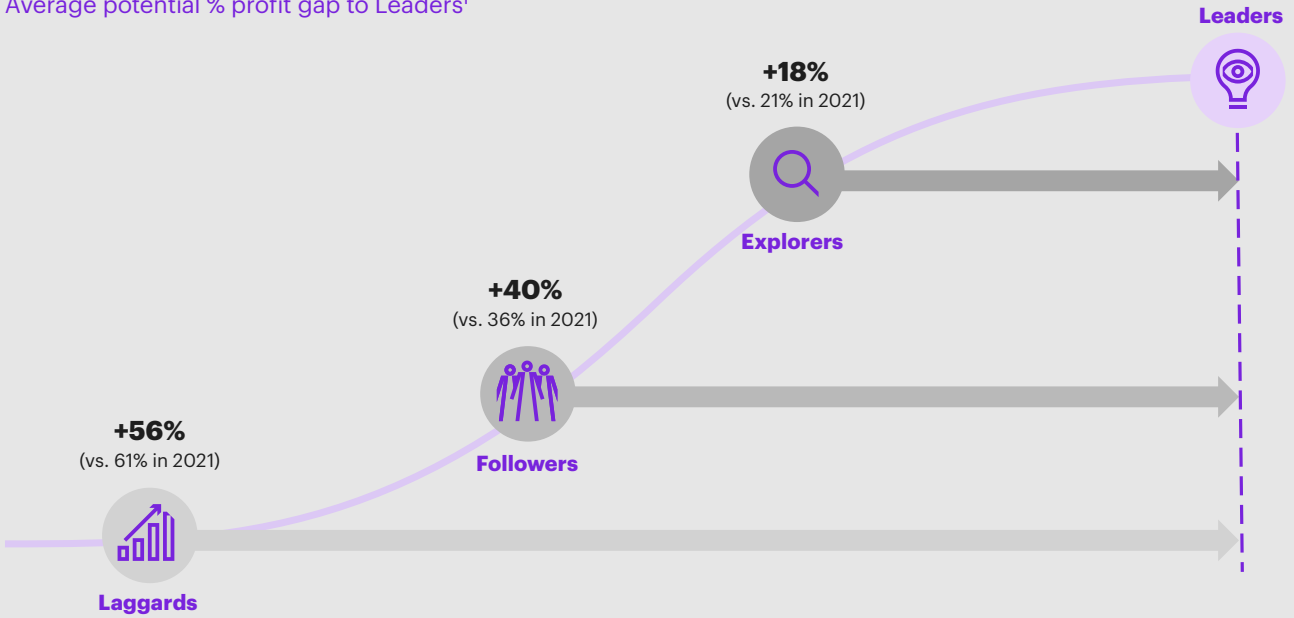 Average potential % profit gap to Leaders¹
Leaders
+18%
(vs. 21% in 2021)
Explorers
+40%
(vs. 36% in 2021)
Followers
+56%
(vs. 61% in 2021)
Laggards